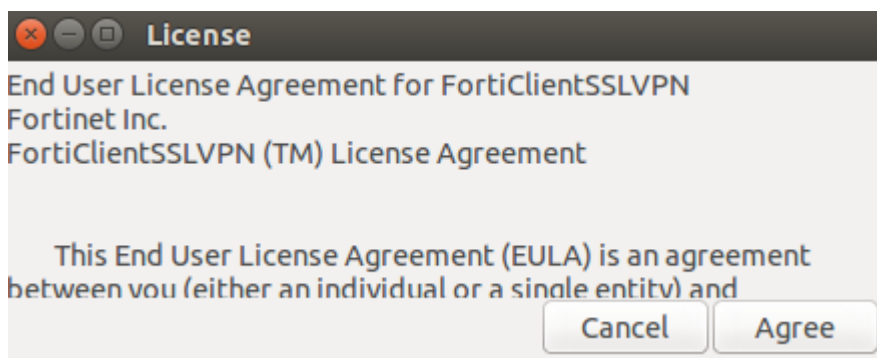 License
End User License Agreement for FortiClientSSLVPN
Fortinet Inc.
FortiClientSSLVPN (TM) License Agreement
This End User License Agreement (EULA) is an agreement
between you (either an individual or a single entity) and
Cancel Agree